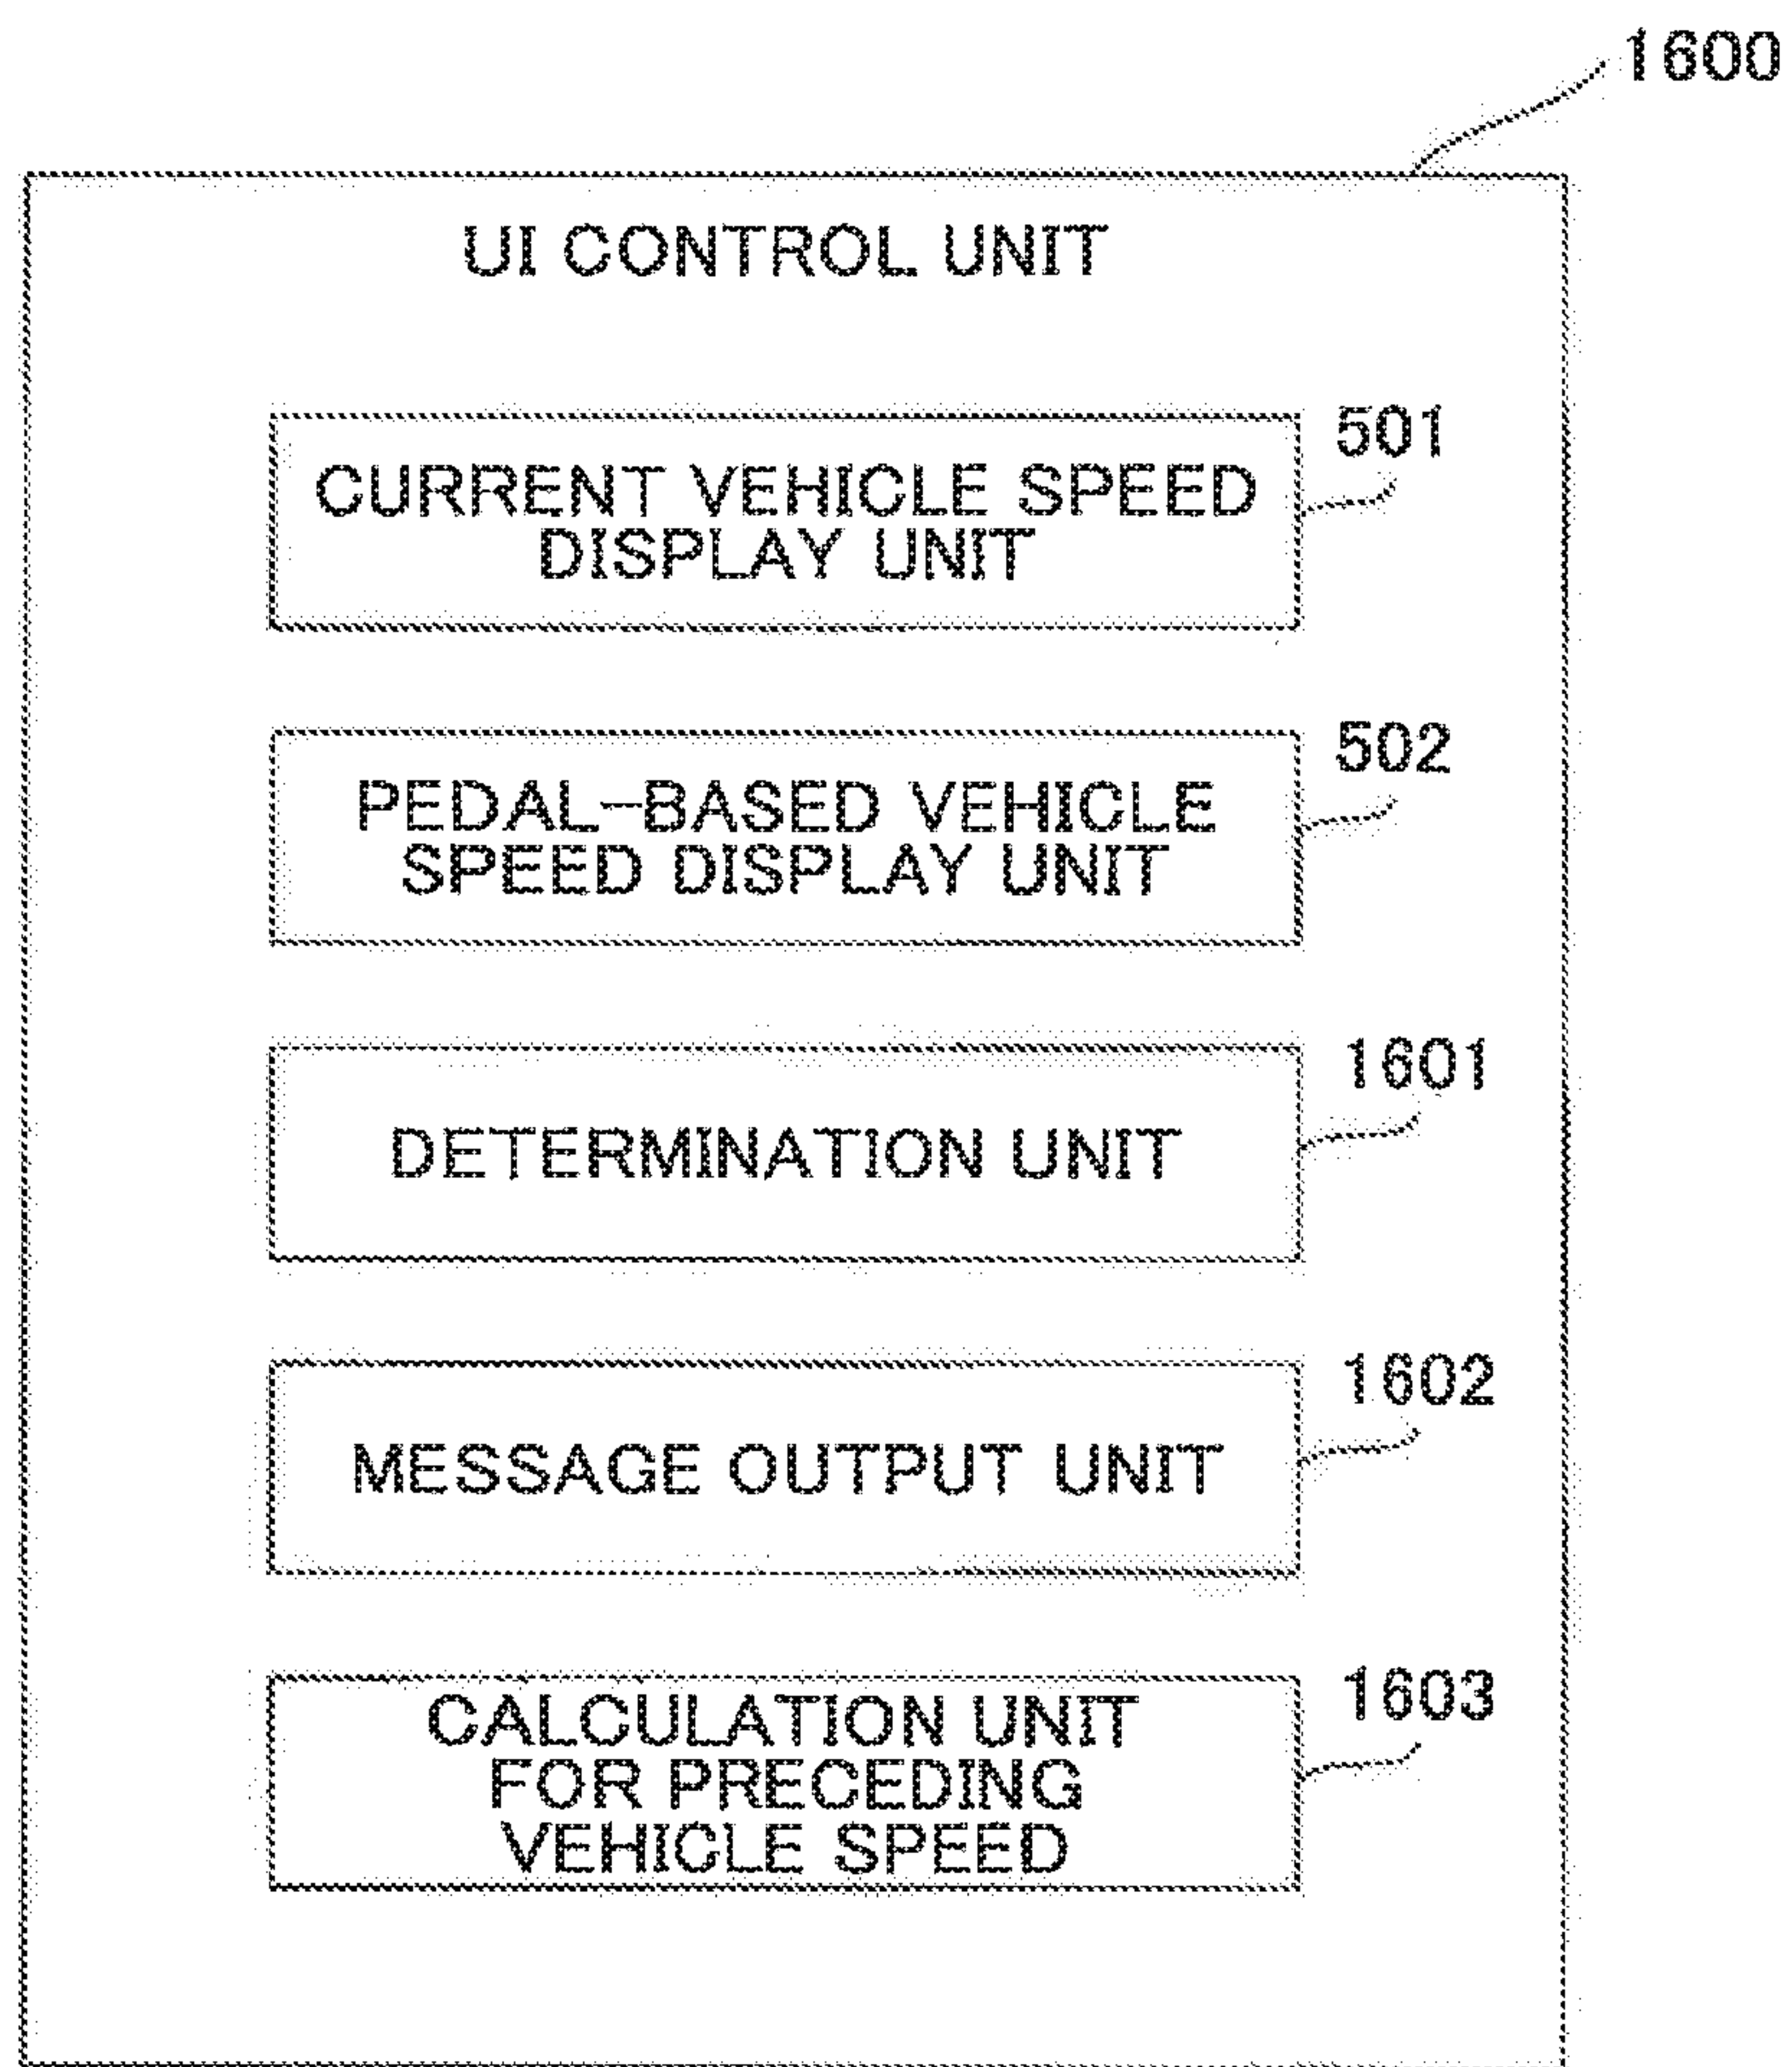 1600
UI CONTROL UNIT
501
CURRENT VEHICLE SPEED
DISPLAY UNIT
502
PEDAL-BASED VEHICLE
SPEED DISPLAY UNIT
1601
DETERMINATION UNIT
1602
MESSAGE OUTPUT UNIT
1603
CALCULATION UNIT
FOR PRECEDING
VEHICLE SPEED